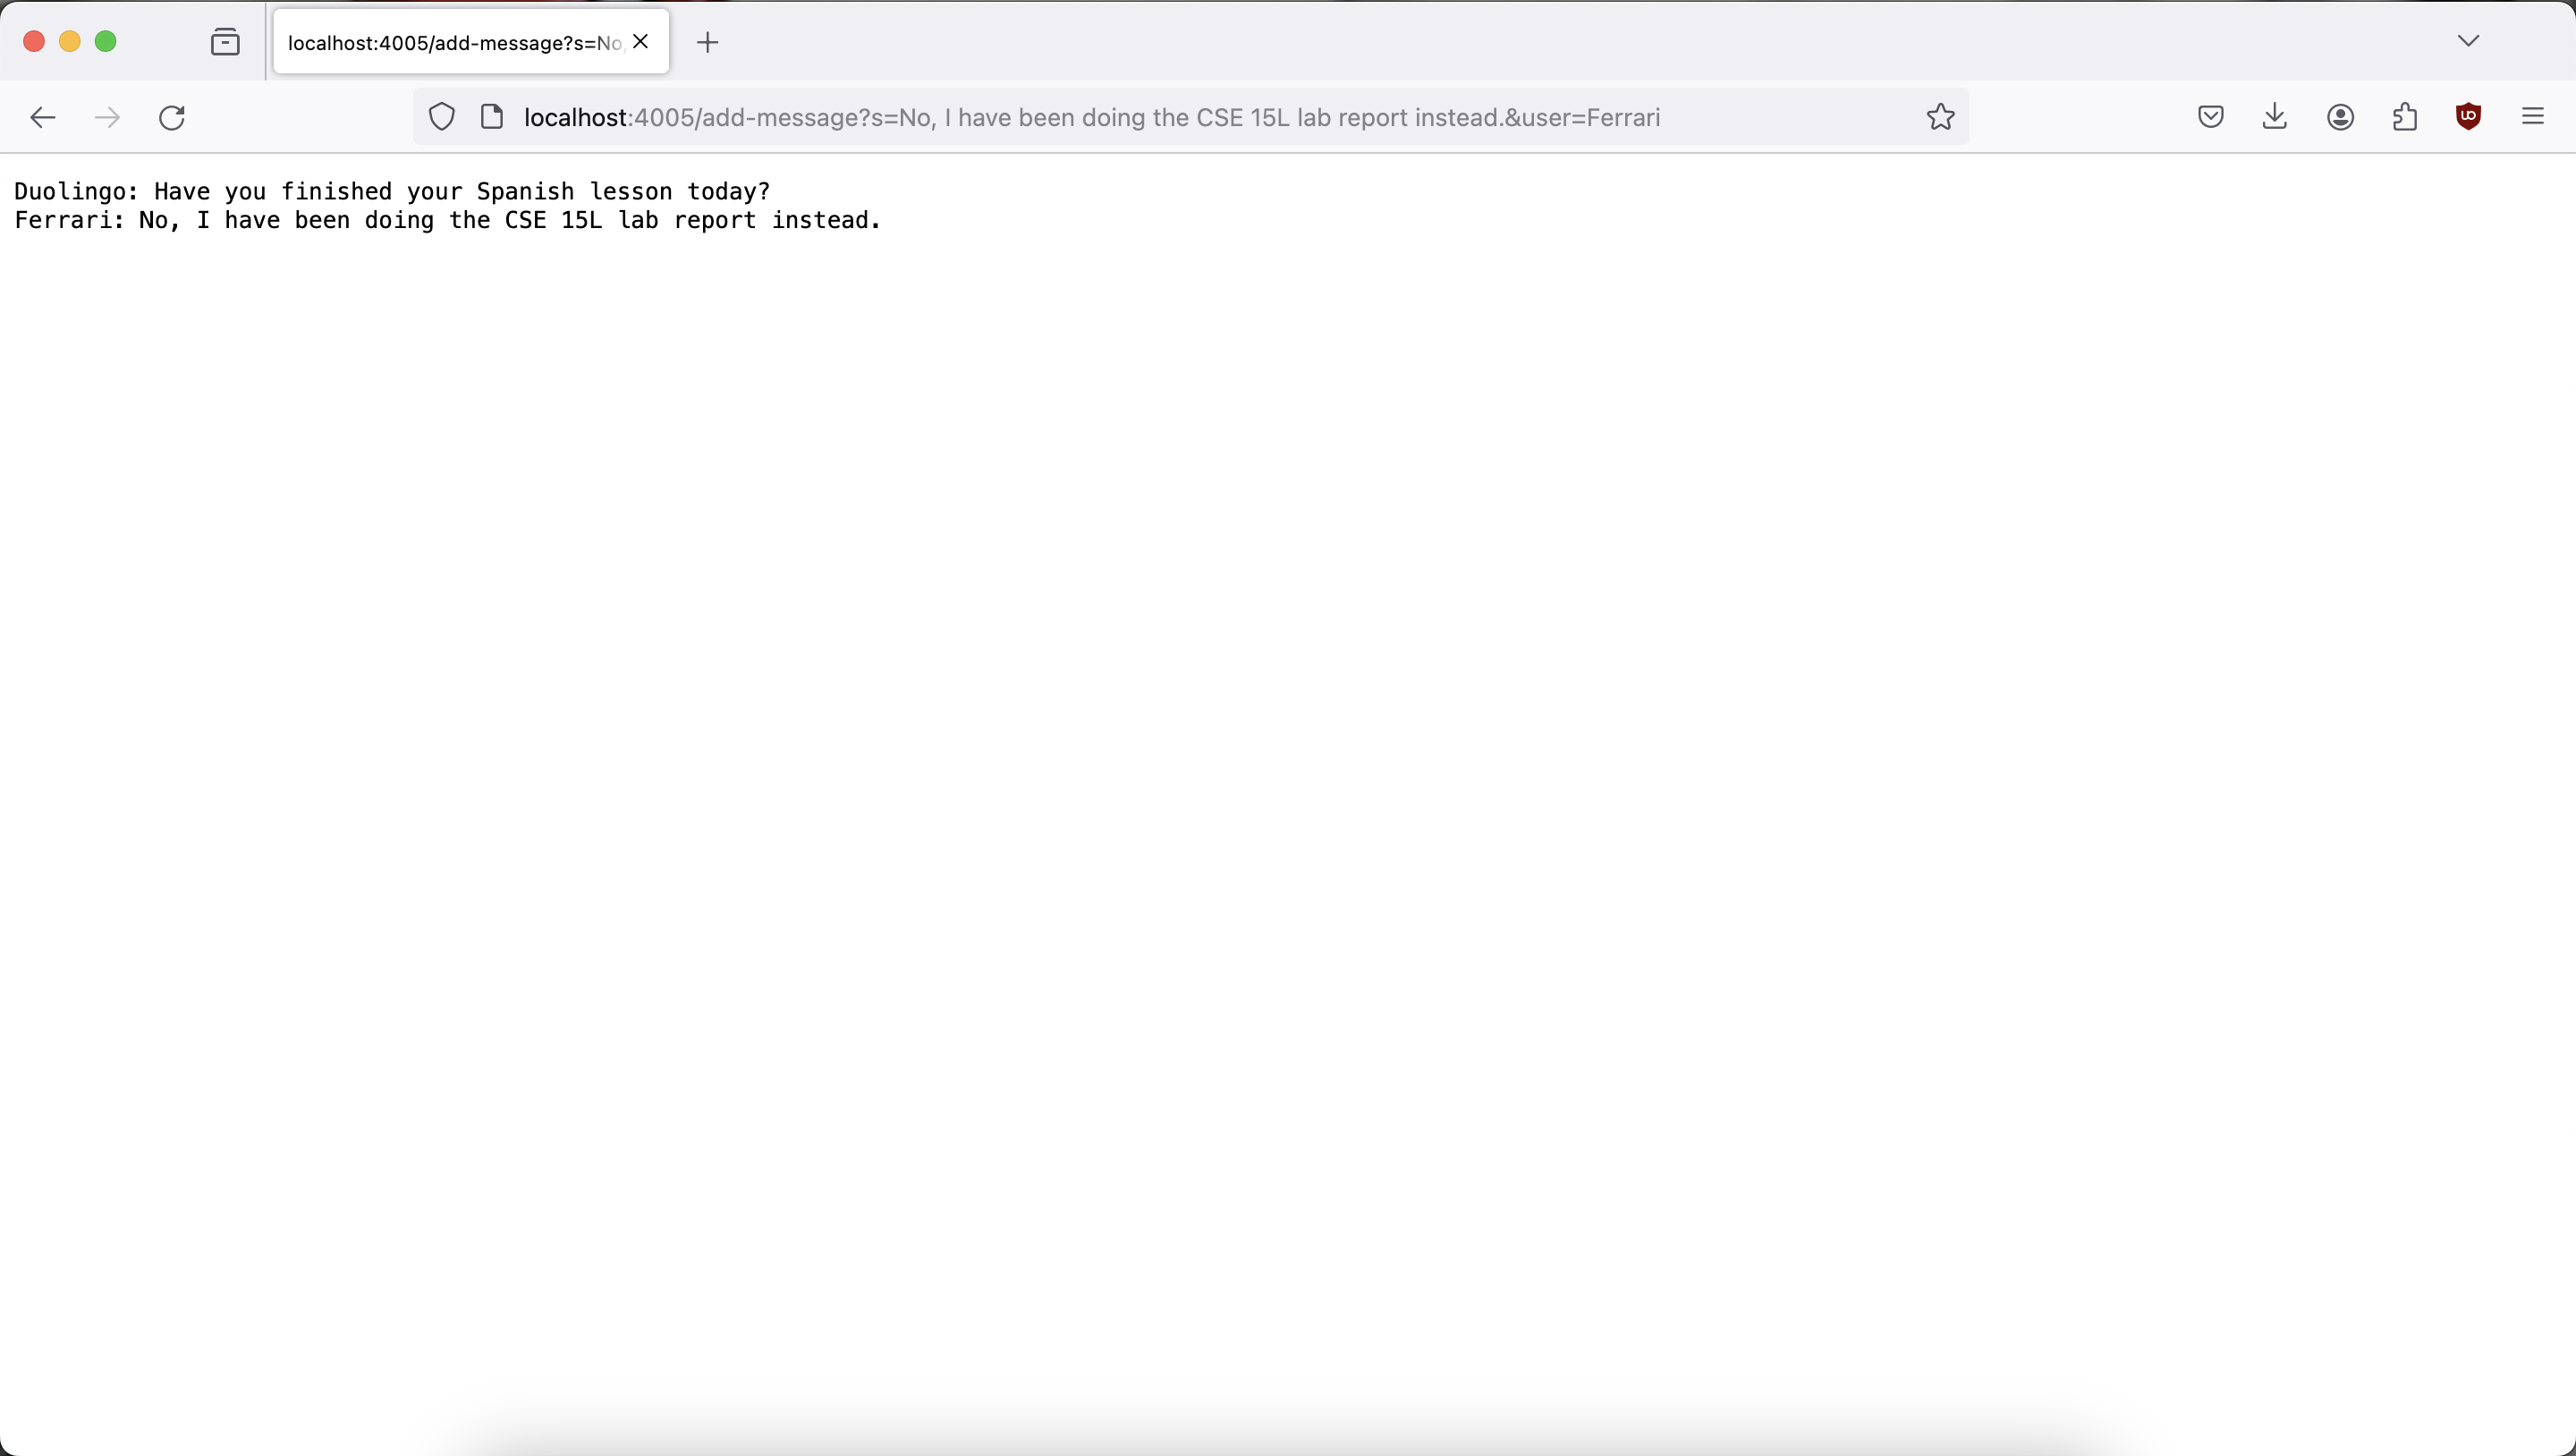 localhost:4005/add-message?s=No,
localhost:4005/add-message?s=No, I have been doing the CSE 15L lab report instead.&user=Ferrari
Duolingo: Have you finished your Spanish lesson today?
Ferrari: No, I have been doing the CSE 15L lab report instead.